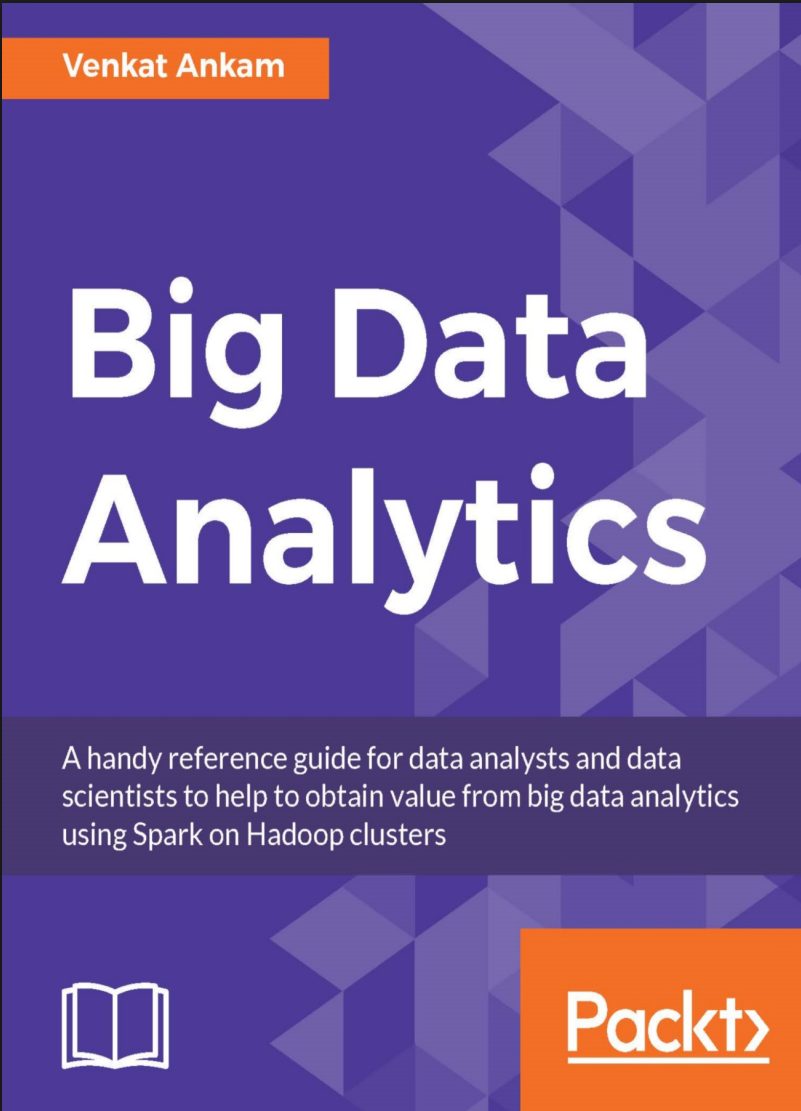 Venkat Ankam
Big Data
Analytics
A handy reference guide for data analysts and data
scientists to help to obtain value from big data analytics
using Spark on Hadoop clusters
Packt>